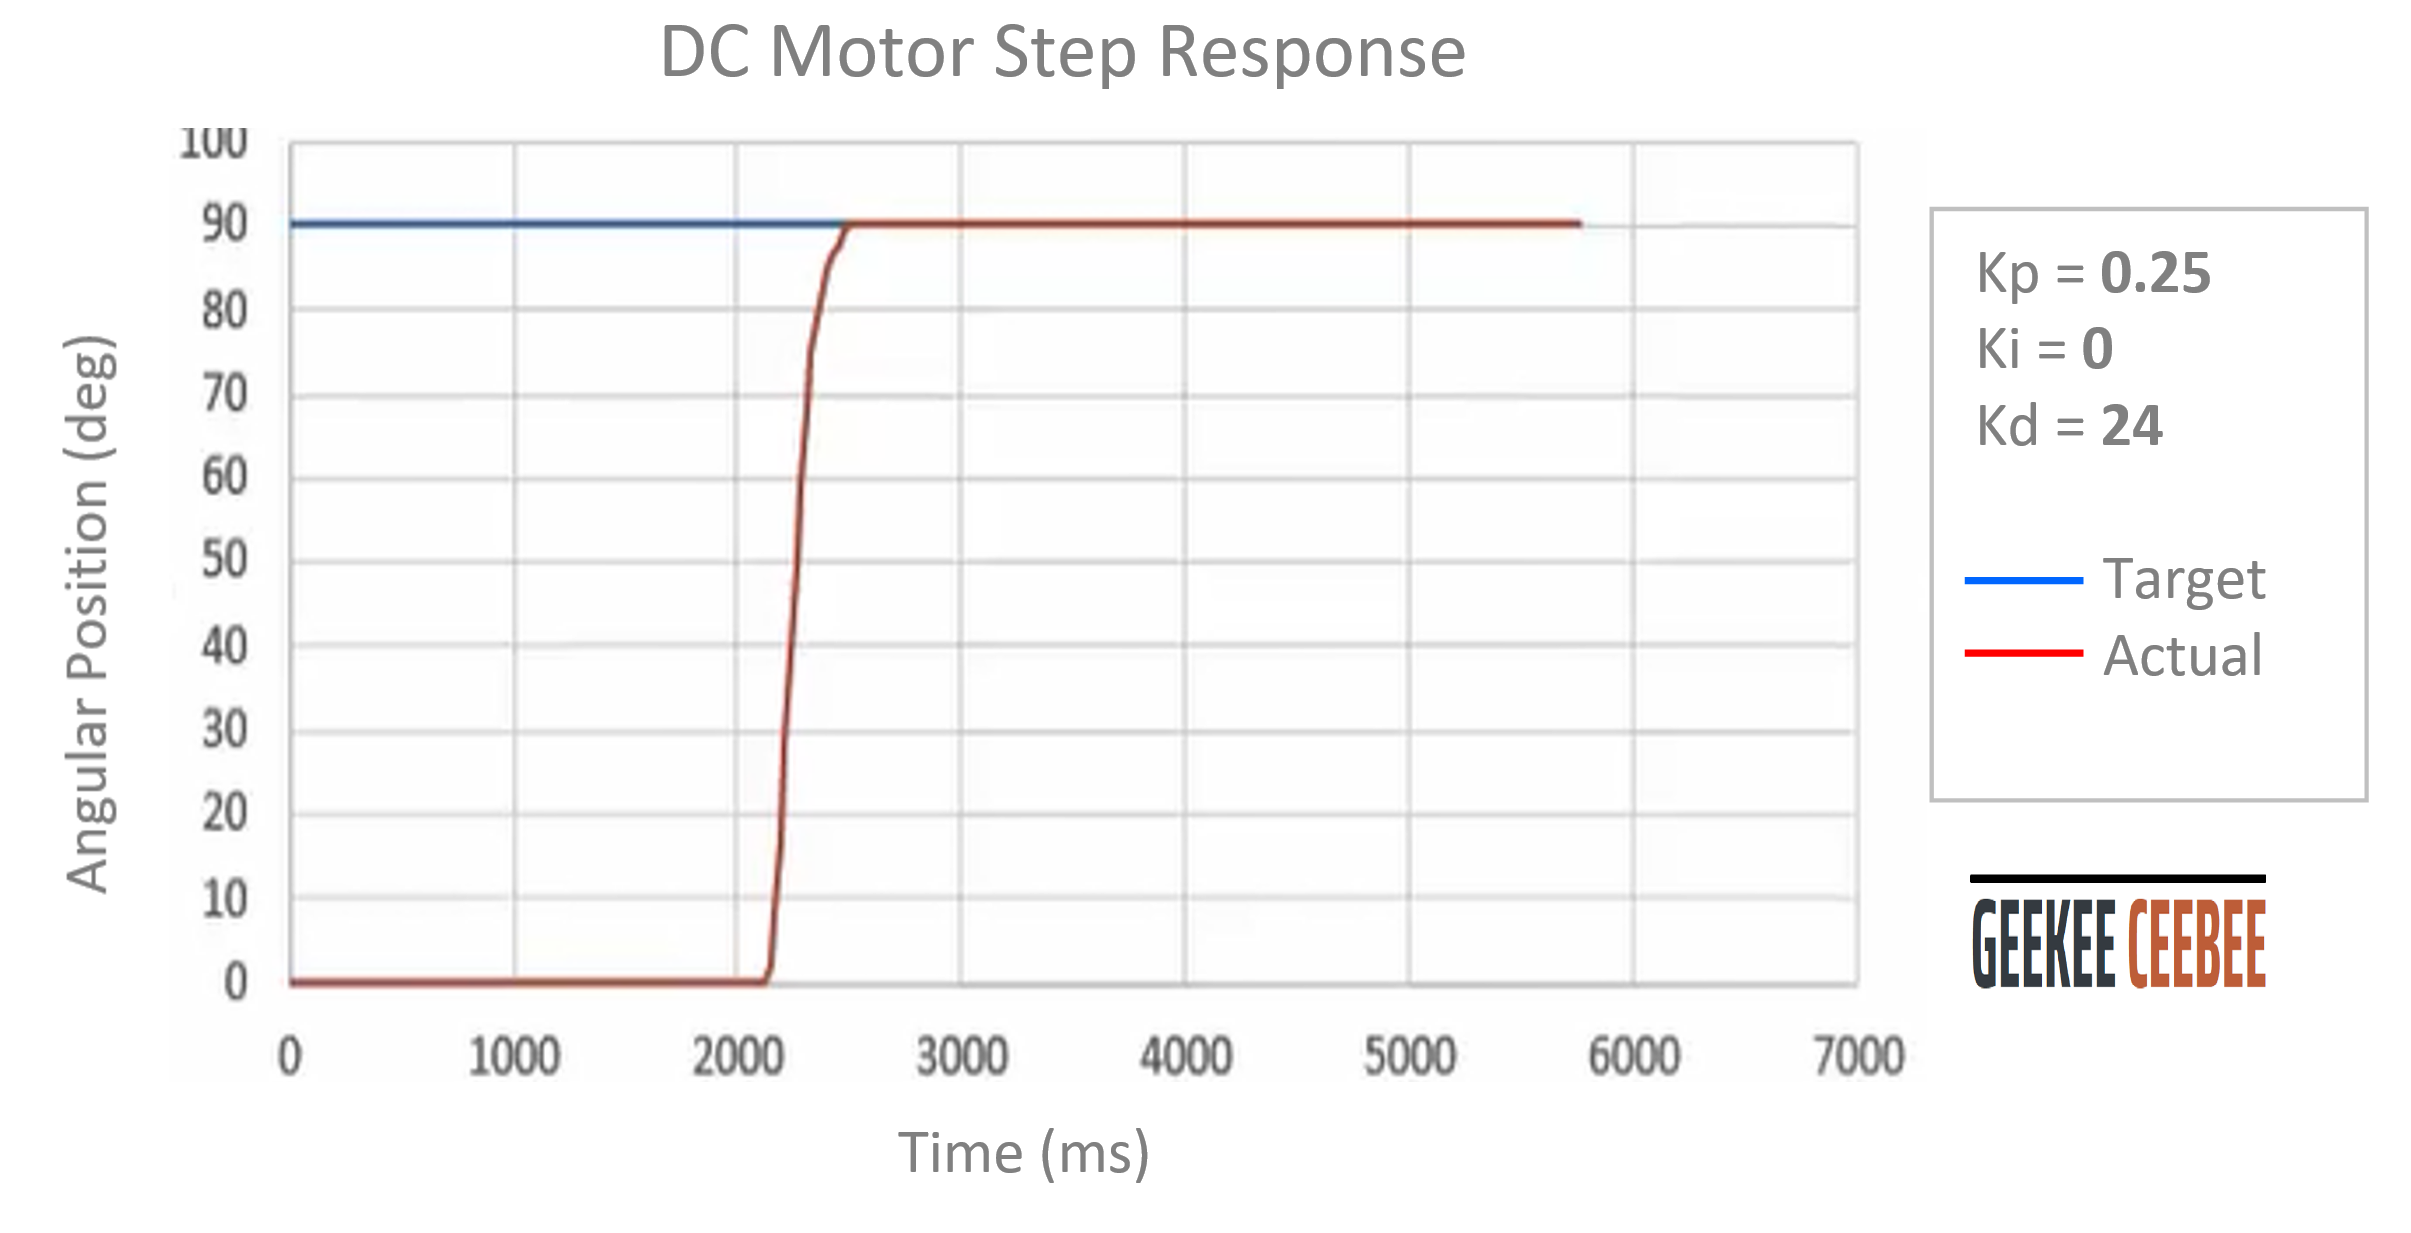 DC Motor Step Response
100
90
80
70
60
50
40
30
20
10
0
Angular Position (deg)
0 1000 2000 3000 4000 5000 6000 7000
Time (ms)
Kp = 0.25
Ki = 0
Kd = 24
Target
Actual
GEEKEE CEEBEE